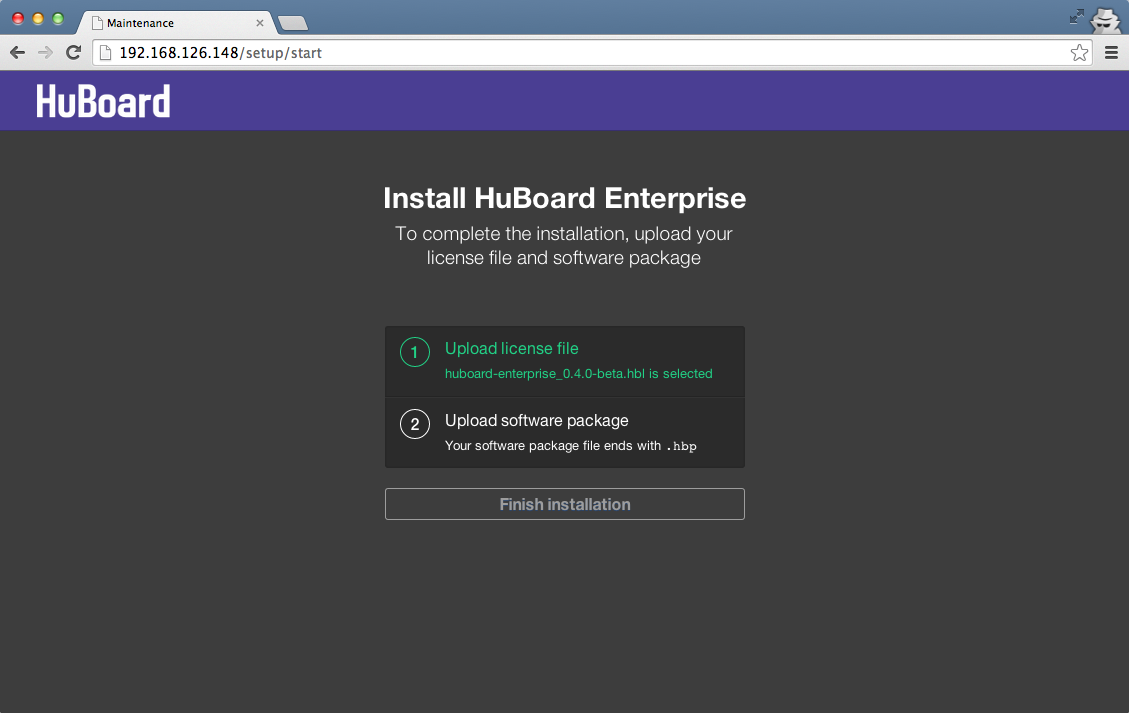 Maintenance
192.168.126.148/setup/start
HuBoard
Install HuBoard Enterprise
To complete the installation, upload your
license file and software package
1 Upload license file
huboard-enterprise_0.4.0-beta.hbl is selected
2 Upload software package
Your software package file ends with .hbp
Finish installation